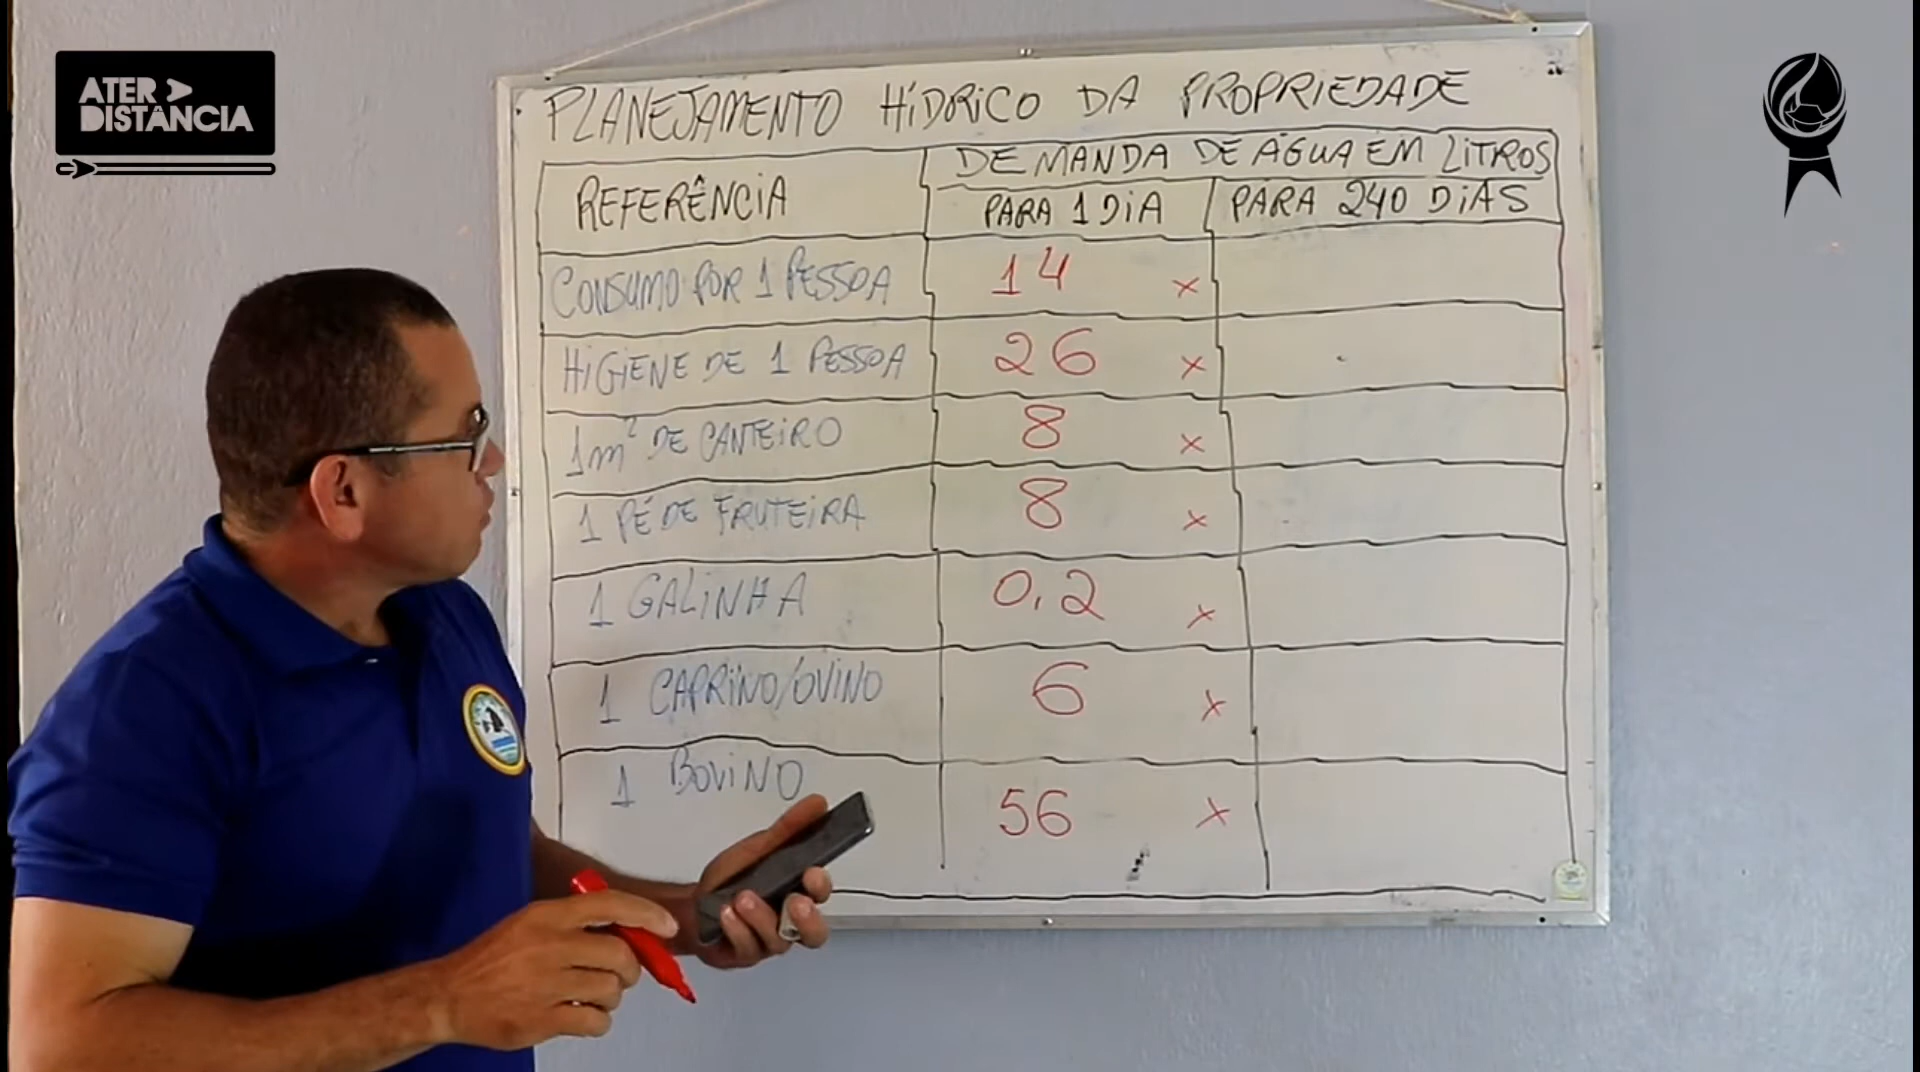 ATER
DISTÂNCIA
PLANEJAMENTO HÍDRICO DA PROPRIEDADE
REFERÊNCIA
DEMANDA DE ÁGUA EM LITROS
PARA 1 DIA
PARA 240 DIAS
CONSUMO POR 1 PESSOA 14 x
HIGIENE DE 1 PESSOA 26 x
1m² DE CANTEIRO 8 x
1 PÉ DE FRUTEIRA 8 x
1 GALINHA 0,2 x
1 CAPRINO/OVINO 6 x
1 BOVINO 56 x